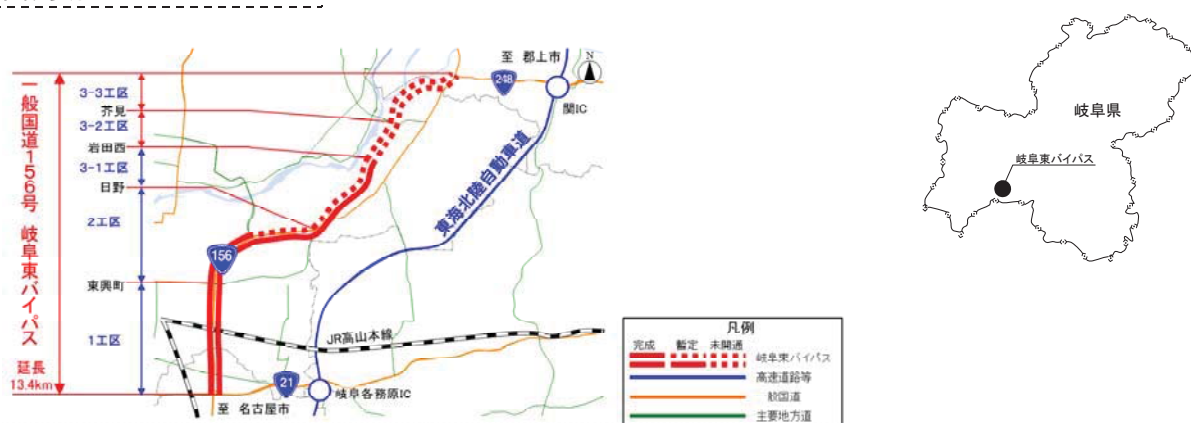 一般国道156号 岐阜東バイパス
延長
13.4km
3-3工区
芥見
3-2工区
岩田西
3-1工区
日野
2工区
東興町
1工区
至 郡上市
N
248
関IC
東海北陸自動車道
156
JR高山本線
21
岐阜各務原IC
至 名古屋市
凡例
完成 暫定 未開通
岐阜東バイパス
高速道路等
一般国道
主要地方道
岐阜県
岐阜東バイパス